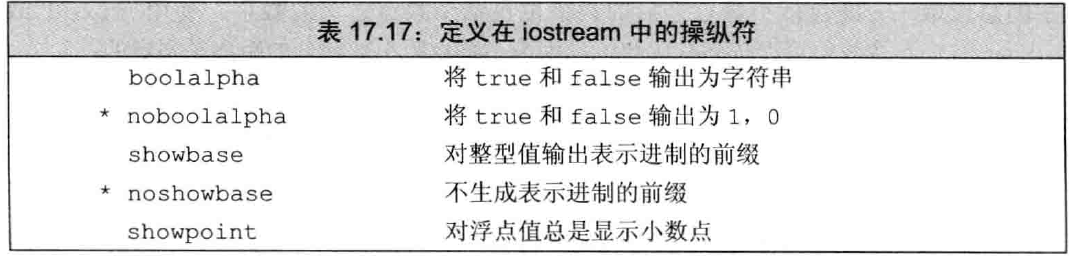 表 17.17：定义在 iostream 中的操纵符
boolalpha 将 true 和 false 输出为字符串
* noboolalpha 将 true 和 false 输出为 1，0
showbase 对整型值输出表示进制的前缀
* noshowbase 不生成表示进制的前缀
showpoint 对浮点值总是显示小数点